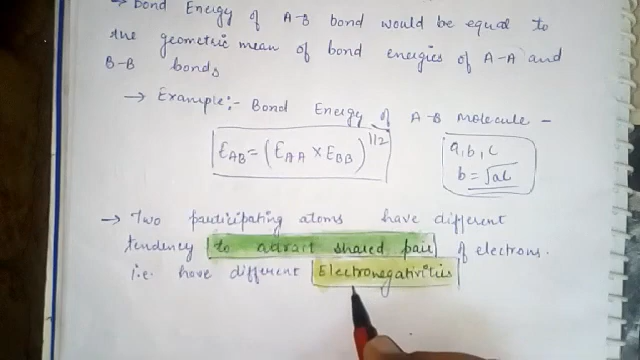 → Bond Energy of A-B bond would be equal to
the geometric mean of bond energies of A-A and
B-B bonds
→ Example:- Bond Energy of A-B molecule -
EAB = (EAA × EBB)^1/2
a, b, c
b = √ac
→ Two participating atoms have different
tendency to attract shared pair of electrons.
i.e. have different Electronegativities